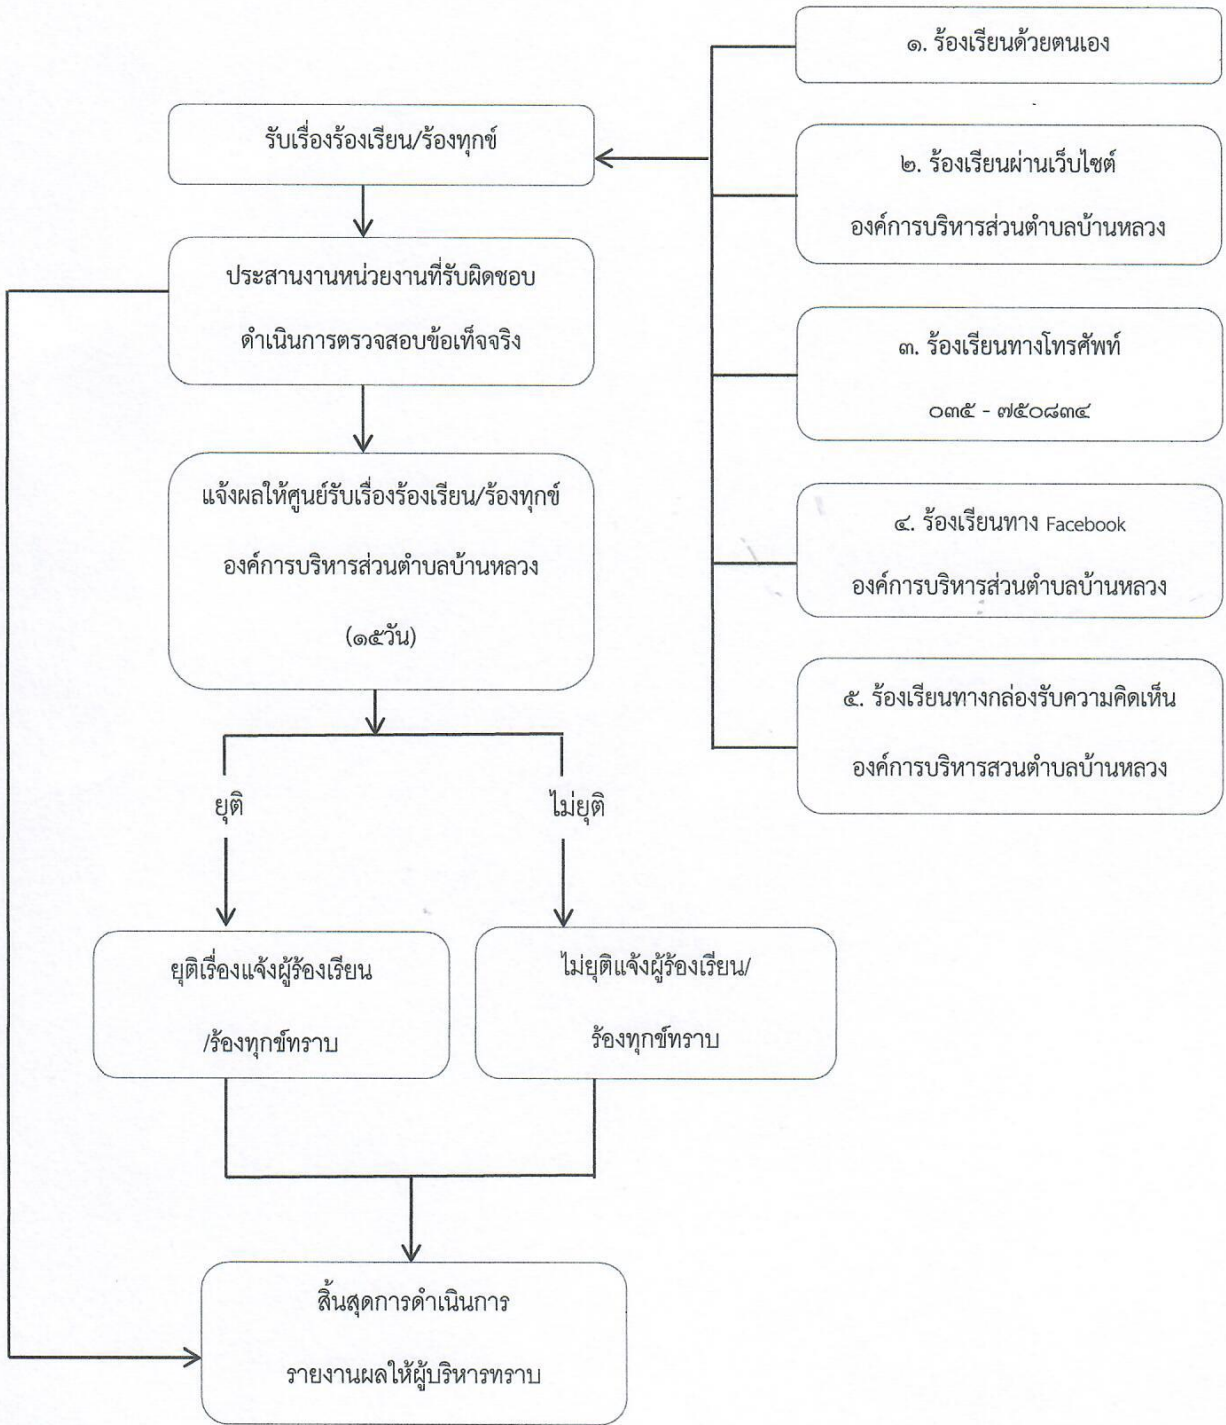 ๑. ร้องเรียนด้วยตนเอง
รับเรื่องร้องเรียน/ร้องทุกข์
๒. ร้องเรียนผ่านเว็บไซต์
องค์การบริหารส่วนตำบลบ้านหลวง
ประสานงานหน่วยงานที่รับผิดชอบ
ดำเนินการตรวจสอบข้อเท็จจริง
๓. ร้องเรียนทางโทรศัพท์
๐๓๕ - ๗๕๐๘๓๔
แจ้งผลให้ศูนย์รับเรื่องร้องเรียน/ร้องทุกข์
องค์การบริหารส่วนตำบลบ้านหลวง
(๑๕วัน)
๔. ร้องเรียนทาง Facebook
องค์การบริหารส่วนตำบลบ้านหลวง
๕. ร้องเรียนทางกล่องรับความคิดเห็น
องค์การบริหารสวนตำบลบ้านหลวง
ยุติ
ไม่ยุติ
ยุติเรื่องแจ้งผู้ร้องเรียน
/ร้องทุกข์ทราบ
ไม่ยุติแจ้งผู้ร้องเรียน/
ร้องทุกข์ทราบ
สิ้นสุดการดำเนินการ
รายงานผลให้ผู้บริหารทราบ